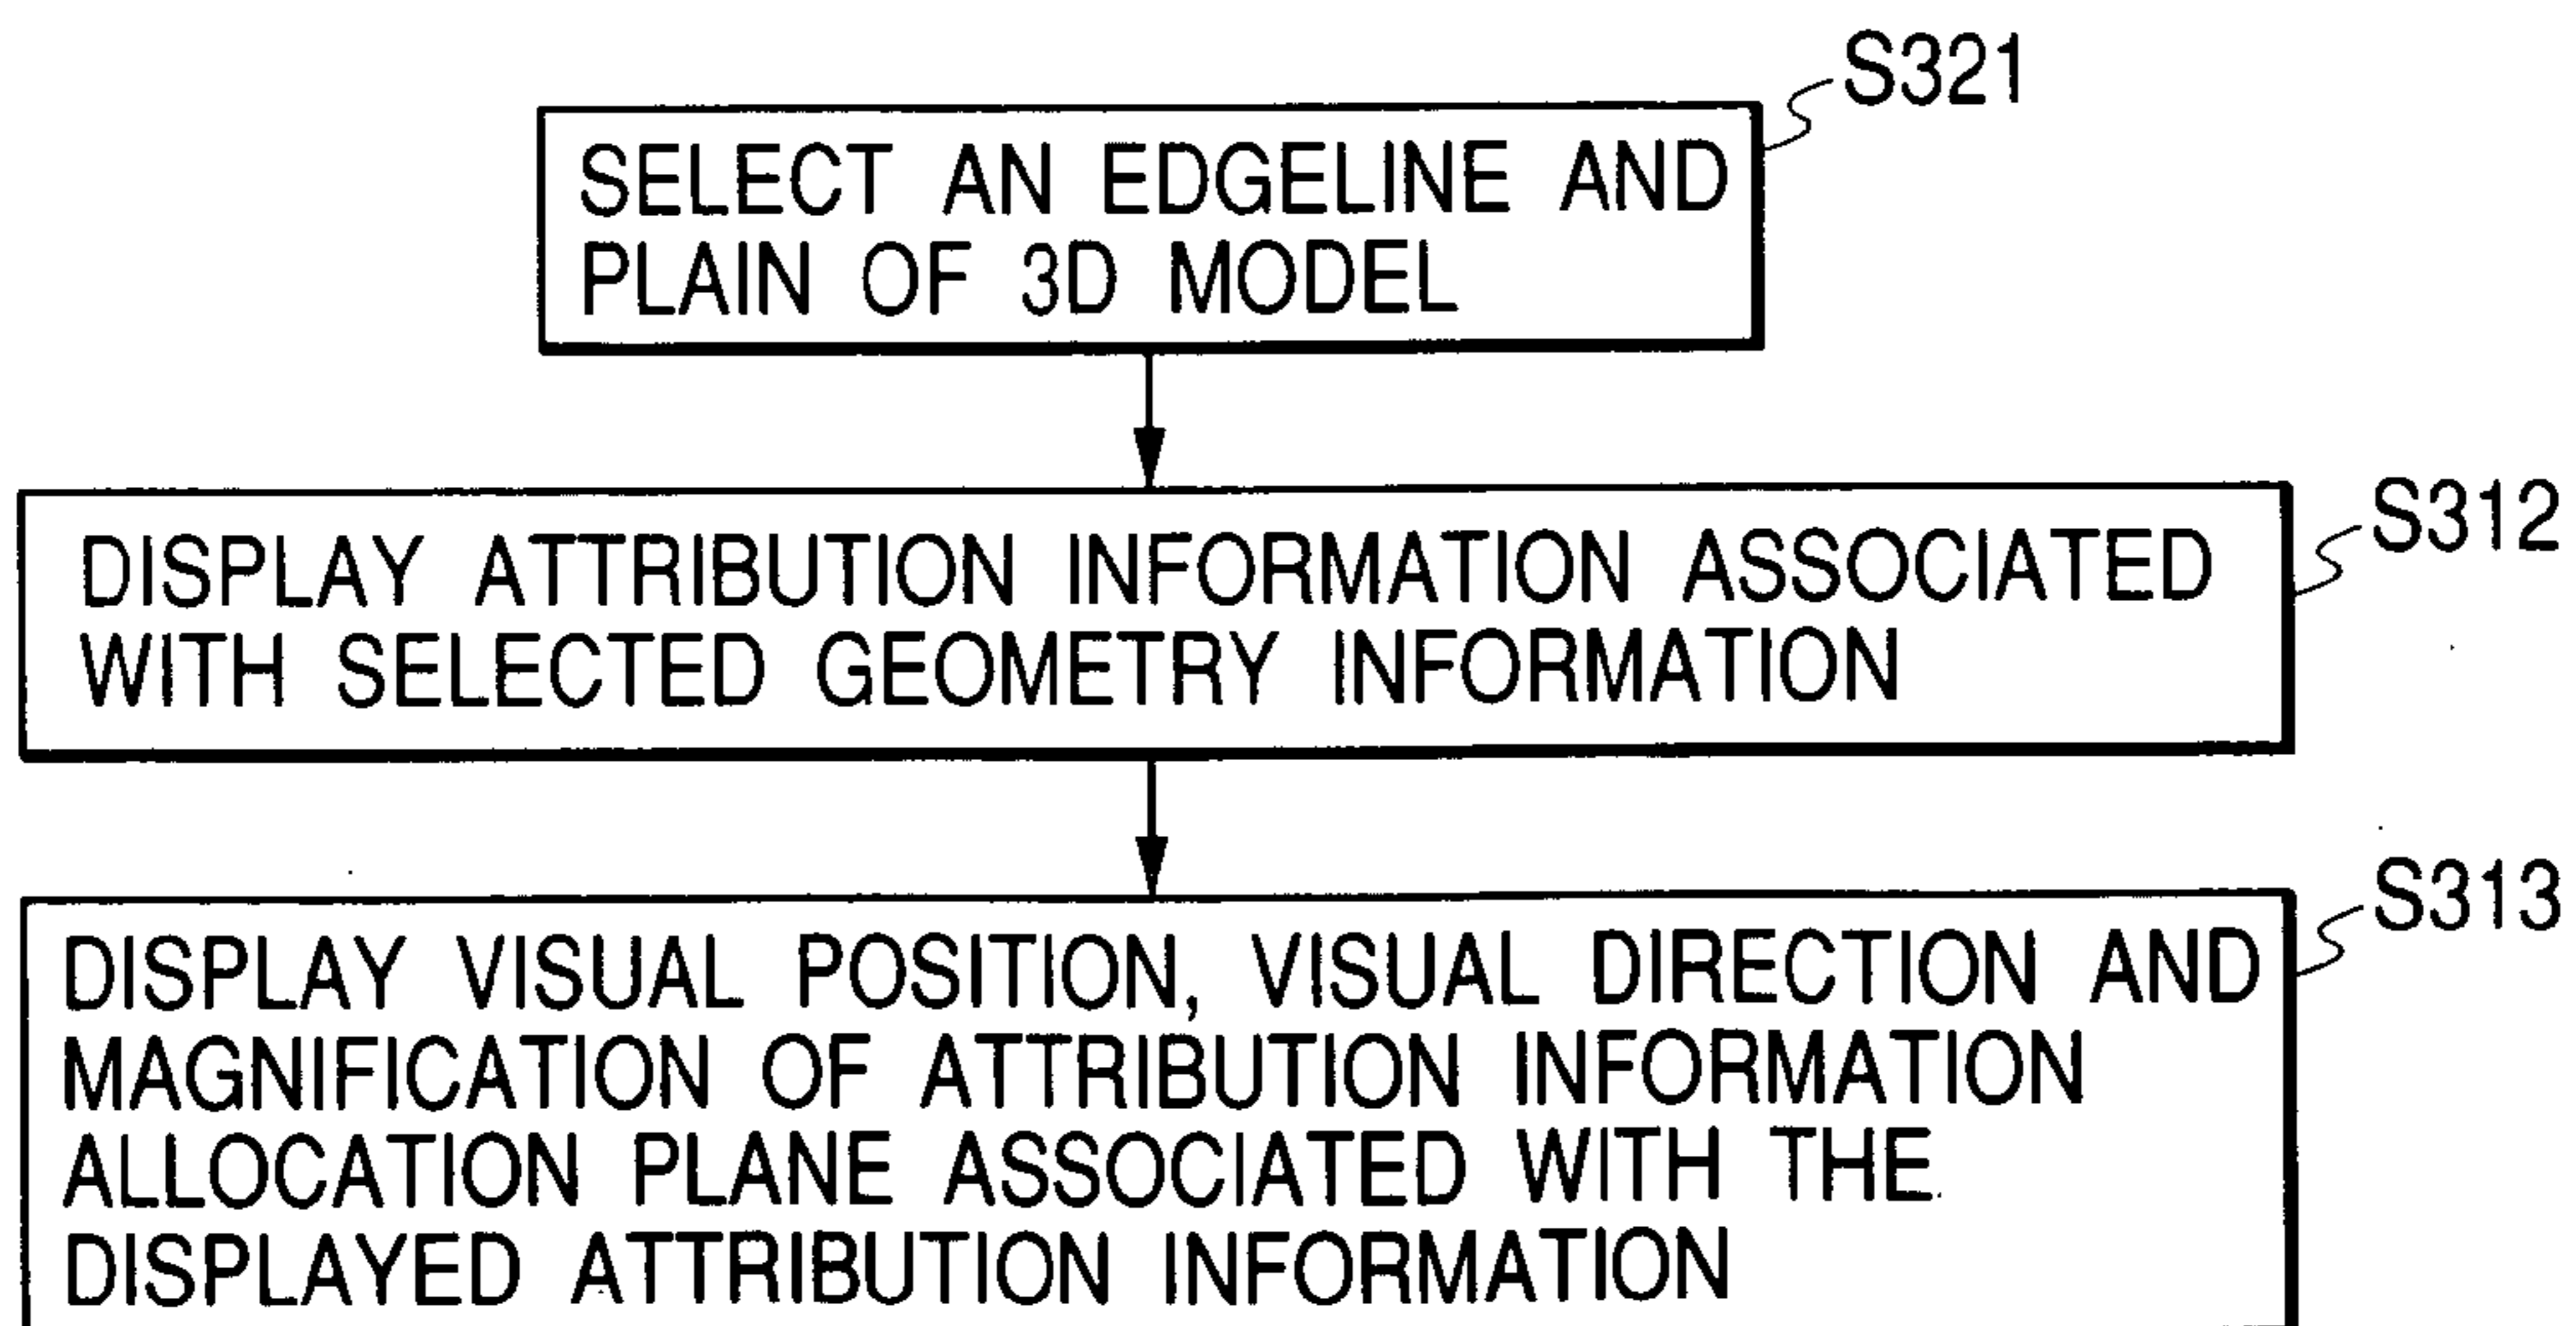 S321
SELECT AN EDGELINE AND
PLAIN OF 3D MODEL
S312
DISPLAY ATTRIBUTION INFORMATION ASSOCIATED
WITH SELECTED GEOMETRY INFORMATION
S313
DISPLAY VISUAL POSITION, VISUAL DIRECTION AND
MAGNIFICATION OF ATTRIBUTION INFORMATION
ALLOCATION PLANE ASSOCIATED WITH THE
DISPLAYED ATTRIBUTION INFORMATION